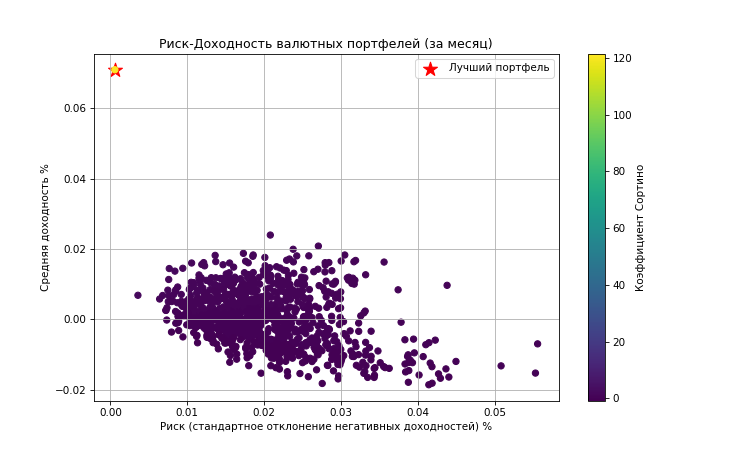 Риск-Доходность валютных портфелей (за месяц)
Лучший портфель
Средняя доходность %
0.06
0.04
0.02
0.00
−0.02
0.00 0.01 0.02 0.03 0.04 0.05
Риск (стандартное отклонение негативных доходностей) %
120
100
80
60
40
20
0
Коэффициент Сортино